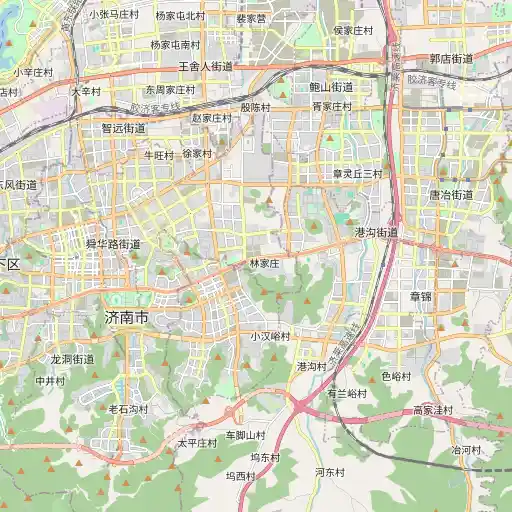 小张马庄村
杨家屯北村
裴家营
侯家庄村
杨家屯南村
郭店街道
王舍人街道
小辛庄村
胶济客专线
鲍山街道
店村
大辛村
东周家庄村
胶济客专线
殷陈村
胥家庄村
赵家庄村
智远街道
牛旺村
徐家村
章灵丘三村
东风街道
唐冶街道
港沟街道
舜华路街道
下区
林家庄
章锦
济南市
小汉峪村
龙洞街道
港沟村
中井村
色峪村
有兰峪村
老石沟村
高家洼村
车脚山村
太平庄村
冶河村
坞东村
坞西村
河东村